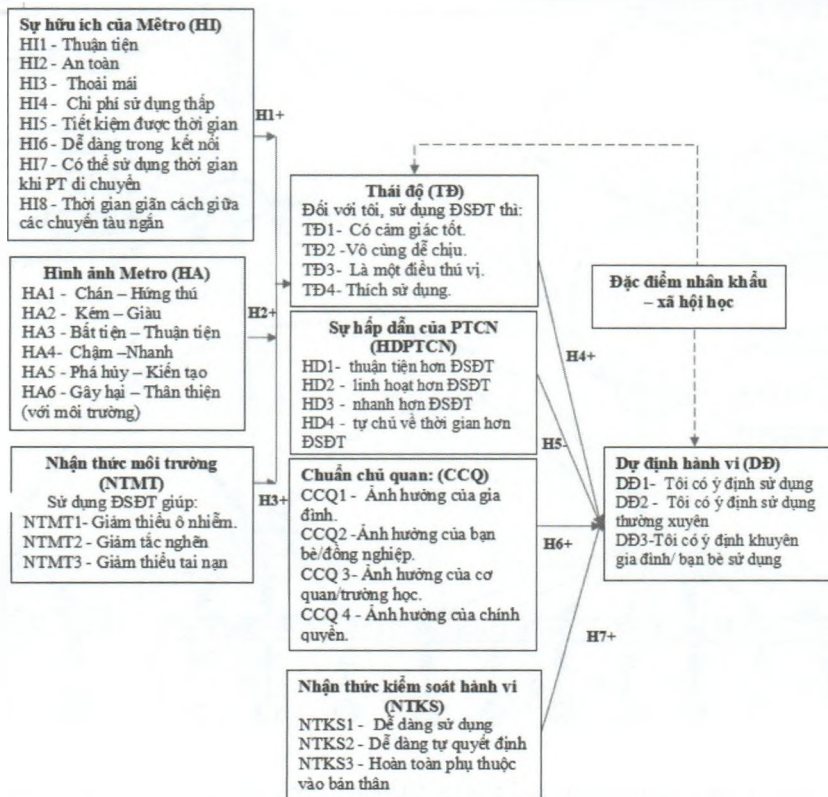 Sự hữu ích của Mêtro (HI)
HI1 - Thuận tiện
HI2 - An toàn
HI3 - Thoải mái
HI4 - Chi phí sử dụng thấp
HI5 - Tiết kiệm được thời gian
HI6 - Dễ dàng trong kết nối
HI7 - Có thể sử dụng thời gian
khi PT di chuyển
HI8 - Thời gian giãn cách giữa
các chuyến tàu ngắn
H1+
Hình ảnh Metro (HA)
HA1 - Chán – Hứng thú
HA2 - Kém – Giàu
HA3 - Bất tiện – Thuận tiện
HA4- Chậm –Nhanh
HA5 - Phá hủy – Kiến tạo
HA6 - Gây hại – Thân thiện
(với môi trường)
H2+
Nhận thức môi trường
(NTMT)
Sử dụng ĐSĐT giúp:
NTMT1- Giảm thiểu ô nhiễm.
NTMT2 - Giảm tắc nghẽn
NTMT3 - Giảm thiểu tai nạn
H3+
Thái độ (TĐ)
Đối với tôi, sử dụng ĐSĐT thì:
TĐ1- Có cảm giác tốt.
TĐ2 -Vô cùng dễ chịu.
TĐ3- Là một điều thú vị.
TĐ4- Thích sử dụng.
H4+
Sự hấp dẫn của PTCN
(HDPTCN)
HD1 - thuận tiện hơn ĐSĐT
HD2 - linh hoạt hơn ĐSĐT
HD3 - nhanh hơn ĐSĐT
HD4 - tự chủ về thời gian hơn
ĐSĐT
H5-
Chuẩn chủ quan: (CCQ)
CCQ1 - Ảnh hưởng của gia
đình.
CCQ2 -Ảnh hưởng của bạn
bè/đồng nghiệp.
CCQ 3- Ảnh hưởng của cơ
quan/trường học.
CCQ 4 - Ảnh hưởng của chính
quyền.
H6+
Nhận thức kiểm soát hành vi
(NTKS)
NTKS1 - Dễ dàng sử dụng
NTKS2 - Dễ dàng tự quyết định
NTKS3 - Hoàn toàn phụ thuộc
vào bản thân
H7+
Đặc điểm nhân khẩu
– xã hội học
Dự định hành vi (DĐ)
DĐ1- Tôi có ý định sử dụng
DĐ2 - Tôi có ý định sử dụng
thường xuyên
DĐ3-Tôi có ý định khuyên
gia đình/ bạn bè sử dụng